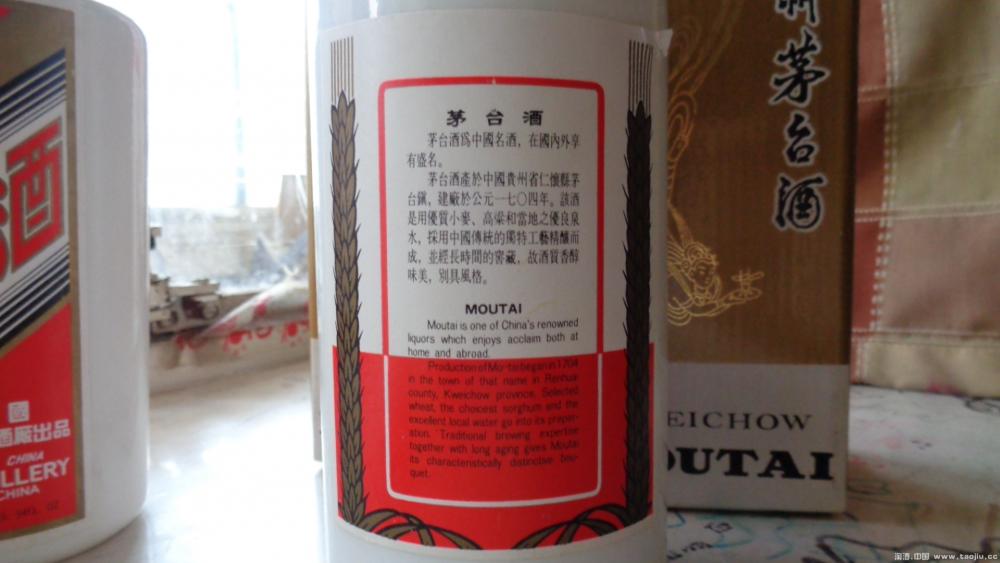 茅台酒
茅台酒爲中國名酒，在國內外享
有盛名。
茅台酒產於中國貴州省仁懷縣茅
台鎮，建廠於公元一七〇四年。該酒
是用優質小麥、高粱和當地之優良泉
水，採用中國傳統的獨特工藝精釀而
成，並經長時間的窖藏，故酒質香醇
味美，別具風格。
MOUTAI
Moutai is one of China's renowned
liquors which enjoys acclaim both at
home and abroad.
Production of Mo-tai began in 1704
in the town of that name in Renhuai
county, Kweichow province. Selected
wheat, the choicest sorghum and the
excellent local water go into its prepar-
ation. Traditional brewing expertise
together with long aging gives Moutai
its characteristically distinctive bou-
quet.
酒
酒廠出品
CHINA
LLERY
CHINA
FL OZ
州茅台酒
EICHOW
OUTAI
淘酒.中国 www.taojiu.cc